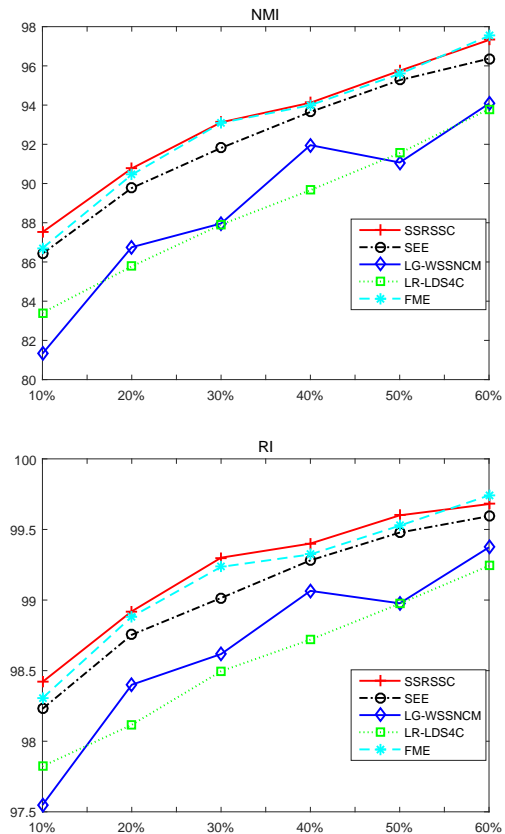 NMI
98
96
94
92
90
88
86
84
82
80
10%
20%
30%
40%
50%
60%
SSRSSC
SEE
LG-WSSNCM
LR-LDS4C
FME
RI
100
99.5
99
98.5
98
97.5
10%
20%
30%
40%
50%
60%
SSRSSC
SEE
LG-WSSNCM
LR-LDS4C
FME